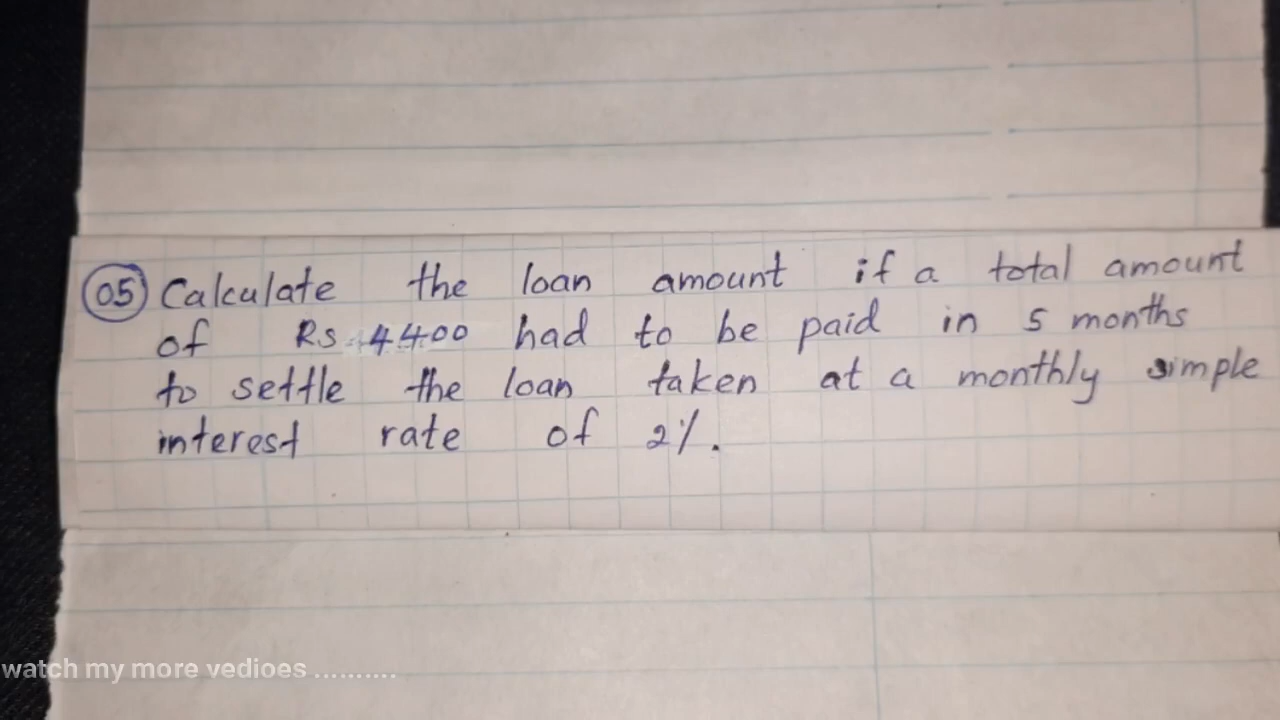 05 Calculate the loan amount if a total amount
of Rs 4400 had to be paid in 5 months
to settle the loan taken at a monthly simple
interest rate of 2%.
watch my more vedioes ..........